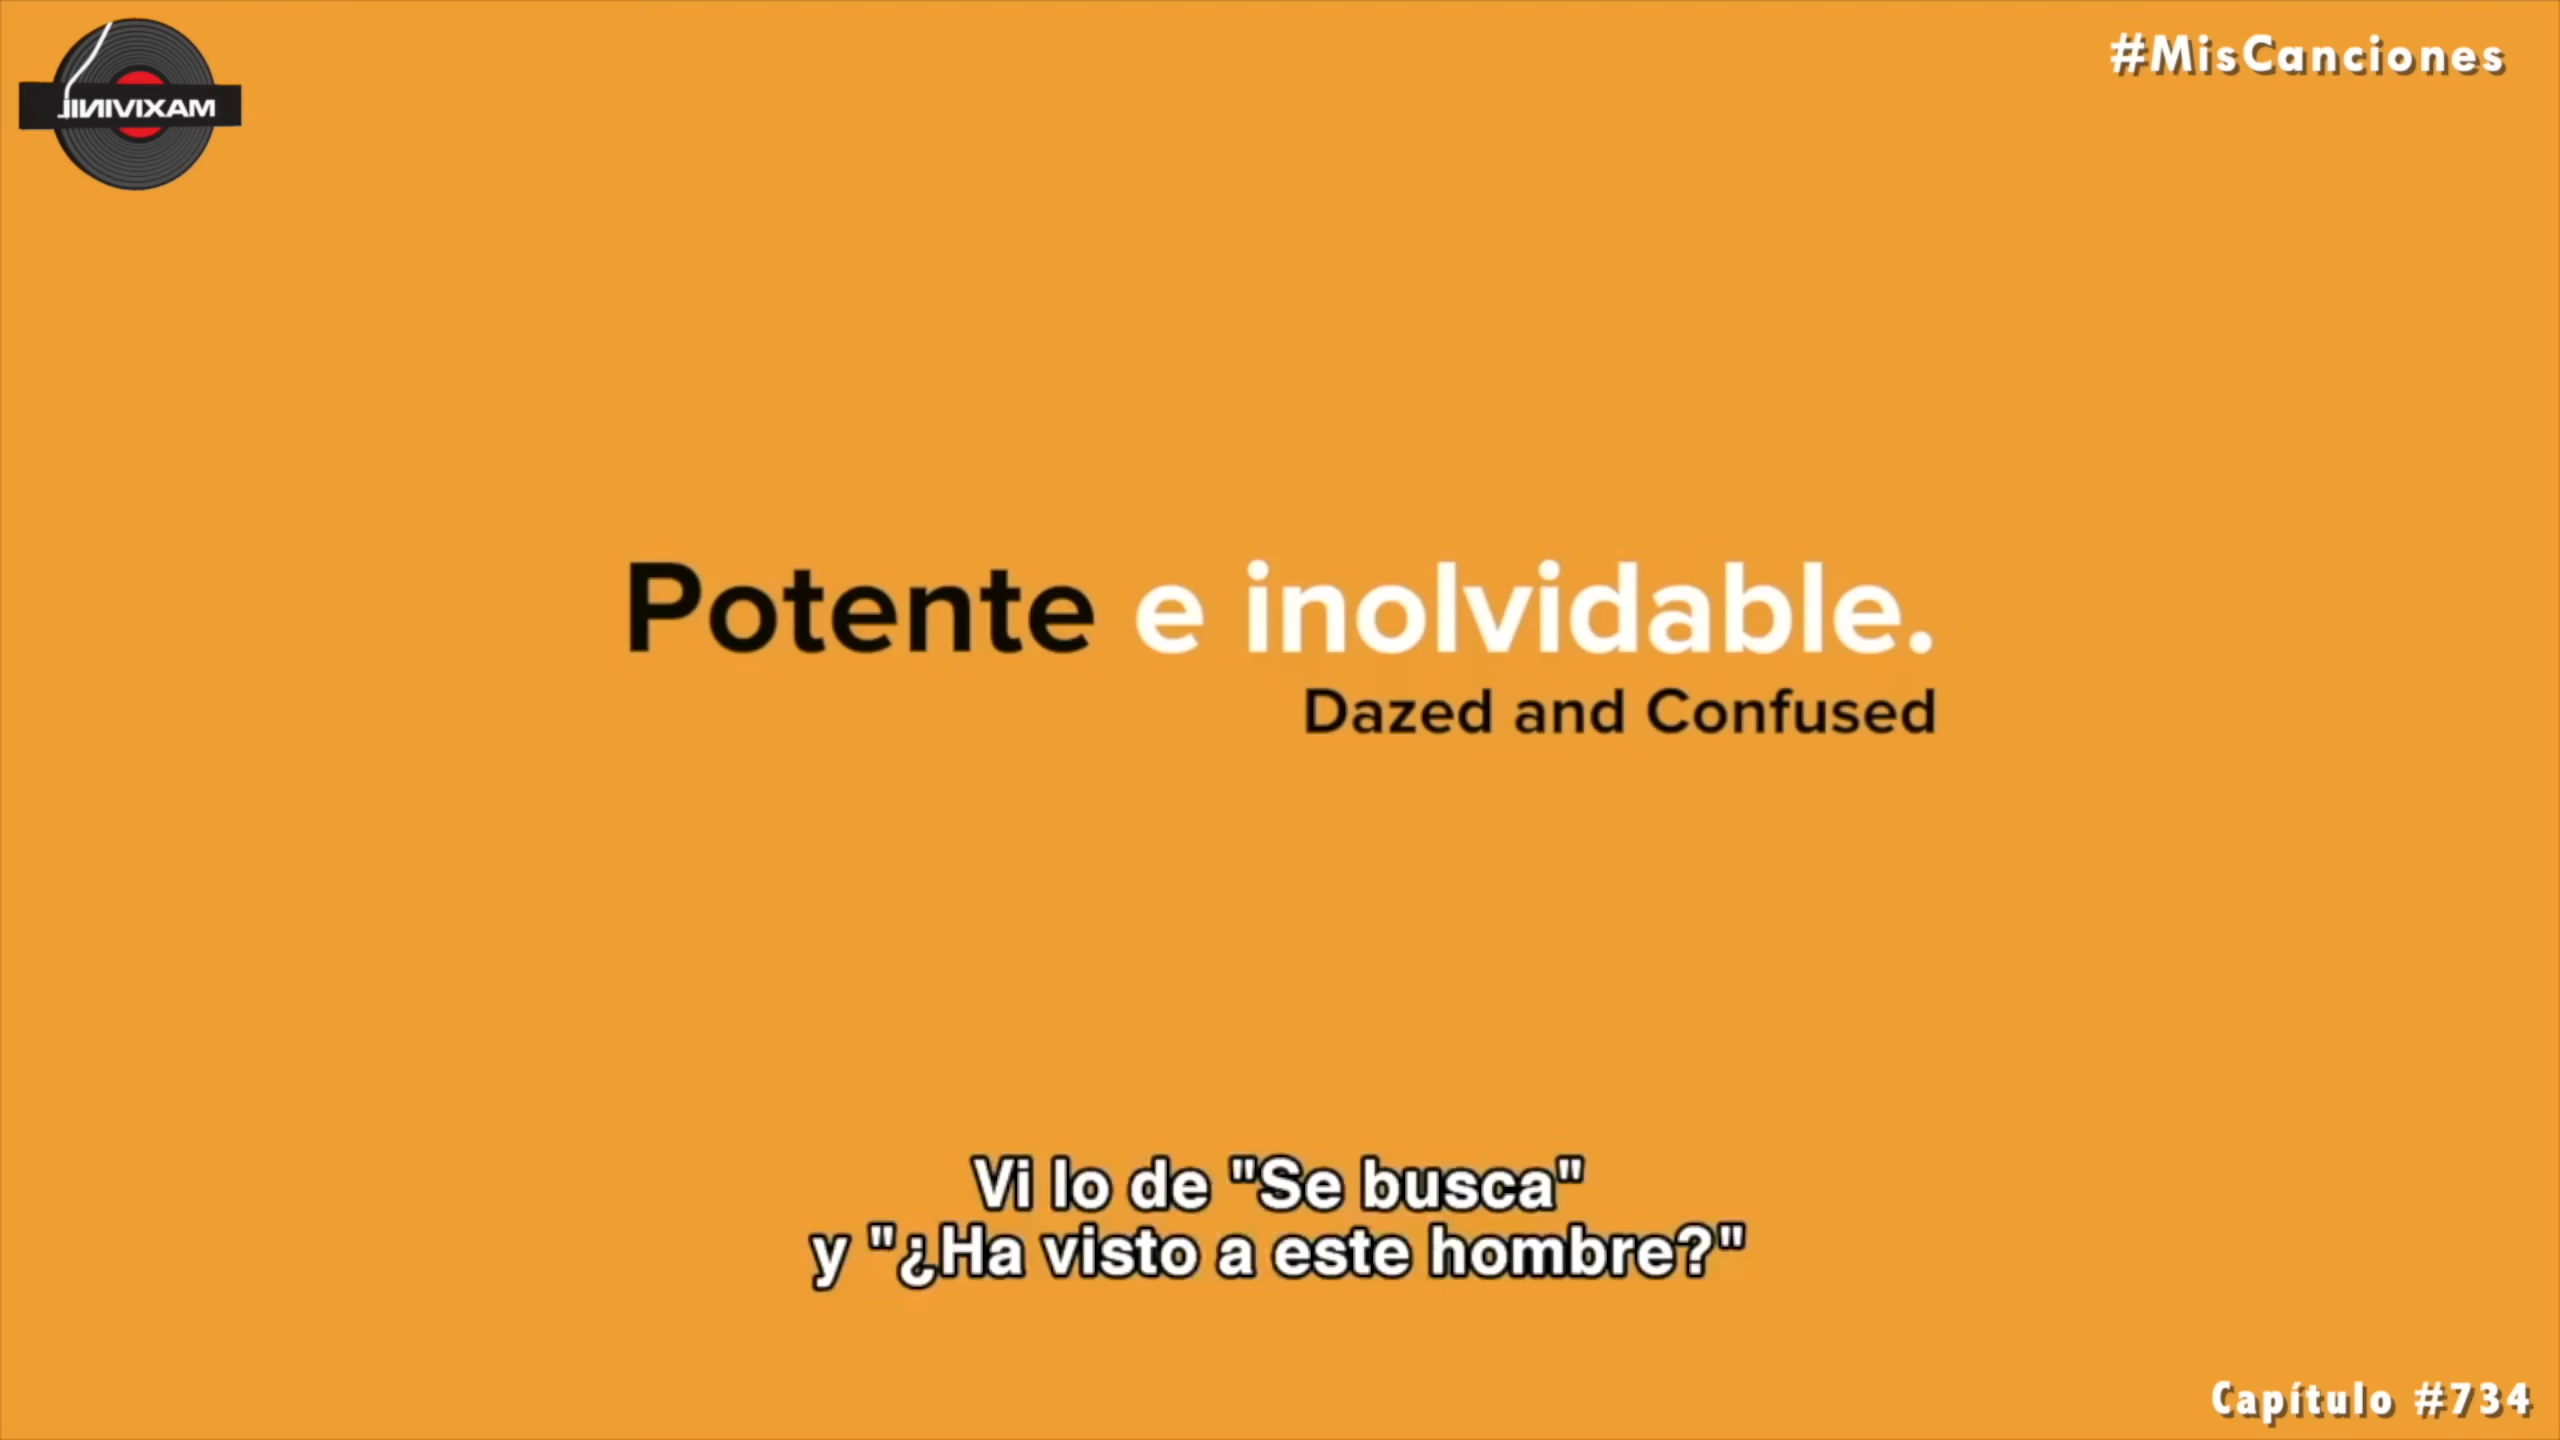 MAXIVINIL
#MisCanciones
Potente e inolvidable.
Dazed and Confused
Vi lo de "Se busca"
y "¿Ha visto a este hombre?"
Capítulo #734